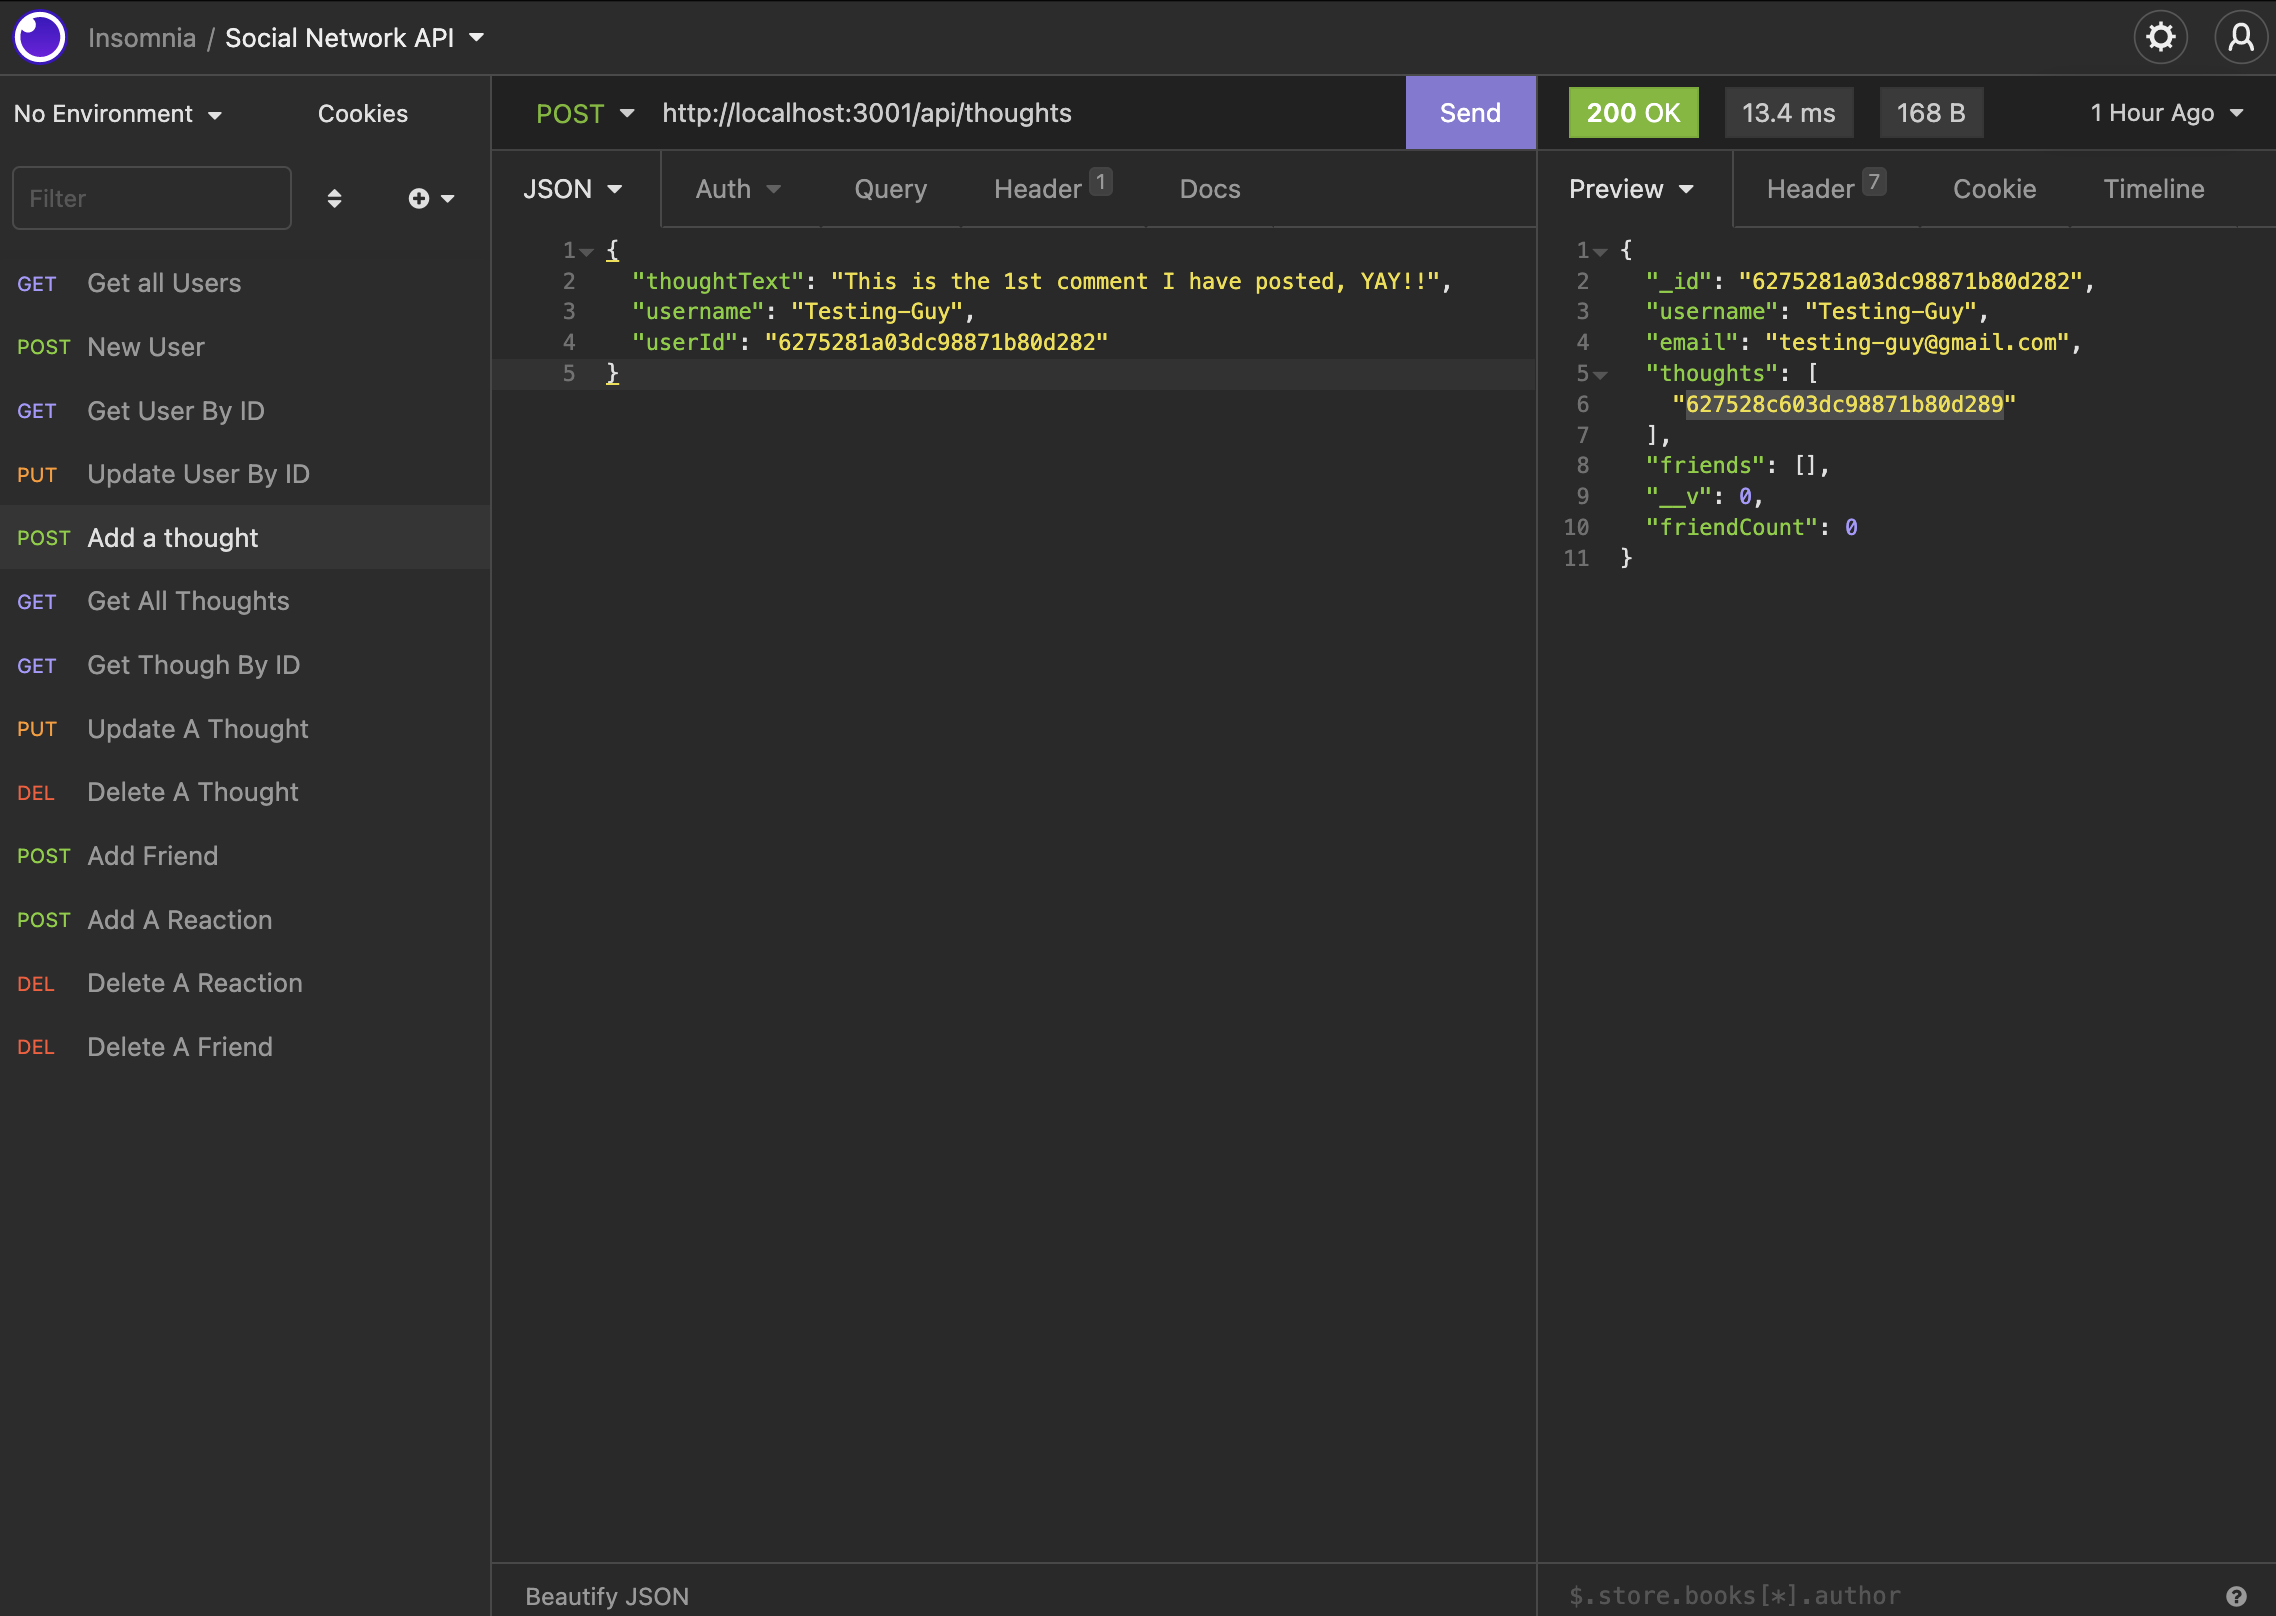 Insomnia / Social Network API
No Environment
Cookies
Filter
GET Get all Users
POST New User
GET Get User By ID
PUT Update User By ID
POST Add a thought
GET Get All Thoughts
GET Get Though By ID
PUT Update A Thought
DEL Delete A Thought
POST Add Friend
POST Add A Reaction
DEL Delete A Reaction
DEL Delete A Friend
POST http://localhost:3001/api/thoughts Send
JSON Auth Query Header 1 Docs
1 {
2 "thoughtText": "This is the 1st comment I have posted, YAY!!",
3 "username": "Testing-Guy",
4 "userId": "6275281a03dc98871b80d282"
5 }
Beautify JSON
200 OK 13.4 ms 168 B 1 Hour Ago
Preview Header 7 Cookie Timeline
1 {
2 "_id": "6275281a03dc98871b80d282",
3 "username": "Testing-Guy",
4 "email": "testing-guy@gmail.com",
5 "thoughts": [
6 "627528c603dc98871b80d289"
7 ],
8 "friends": [],
9 "__v": 0,
10 "friendCount": 0
11 }
$.store.books[*].author